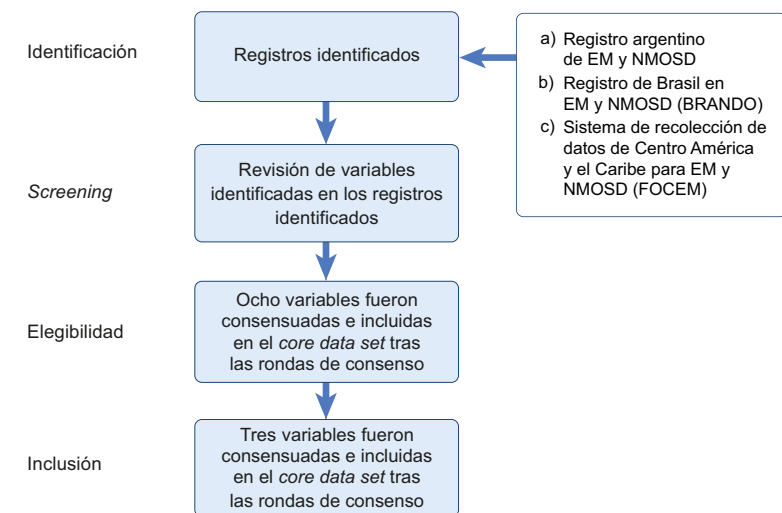 Identificación
Registros identificados
a) Registro argentino
de EM y NMOSD
b) Registro de Brasil en
EM y NMOSD (BRANDO)
c) Sistema de recolección de
datos de Centro América
y el Caribe para EM y
NMOSD (FOCEM)
Screening
Revisión de variables
identificadas en los registros
identificados
Elegibilidad
Ocho variables fueron
consensuadas e incluidas
en el core data set tras
las rondas de consenso
Inclusión
Tres variables fueron
consensuadas e incluidas
en el core data set tras
las rondas de consenso